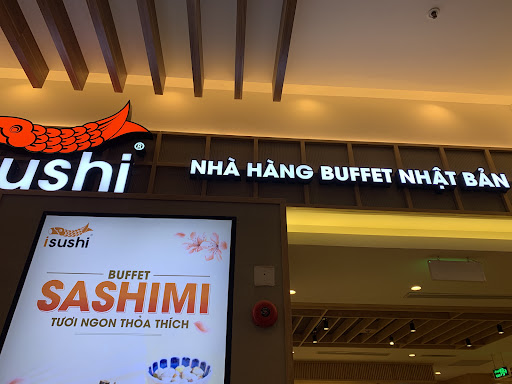 ushi®
NHÀ HÀNG BUFFET NHẬT BẢN
isushi
BUFFET
SASHIMI
TƯƠI NGON THỎA THÍCH